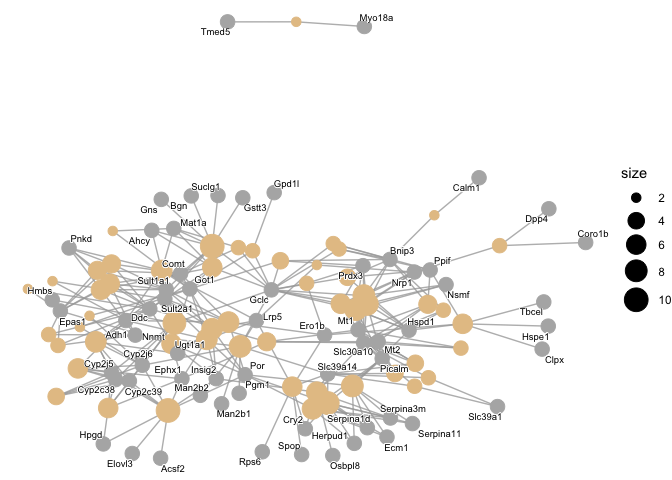 Myo18a
Tmed5
Calm1
Suclg1
Gpd1l
Gns
Bgn
Gstt3
Dpp4
Mat1a
Coro1b
Pnkd
Ahcy
Bnip3
Ppif
Comt
Prdx3
Sult1a1
Got1
Nrp1
Hmbs
Gclc
Nsmf
Sult2a1
Tbcel
Epas1
Ddc
Lrp5
Mt1
Hspd1
Ero1b
Adh1
Nnmt
Hspe1
Ugt1a1
Slc30a10
Mt2
Cyp2j6
Clpx
Cyp2j5
Ephx1
Insig2
Por
Picalm
Slc39a14
Cyp2c38
Cyp2c39
Man2b2
Pgm1
Man2b1
Serpina3m
Slc39a1
Cry2
Serpina1d
Hpgd
Herpud1
Serpina11
Spop
Ecm1
Elovl3
Acsf2
Rps6
Osbpl8
size
2
4
6
8
10